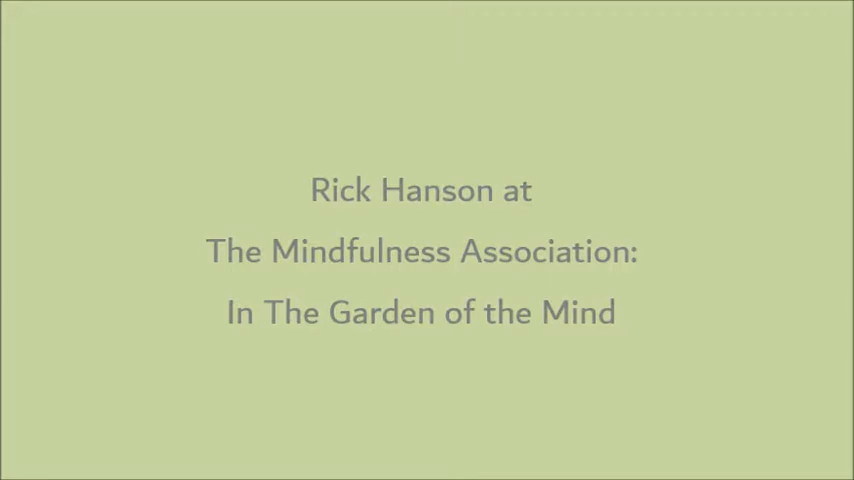 Rick Hanson at
The Mindfulness Association:
In The Garden of the Mind